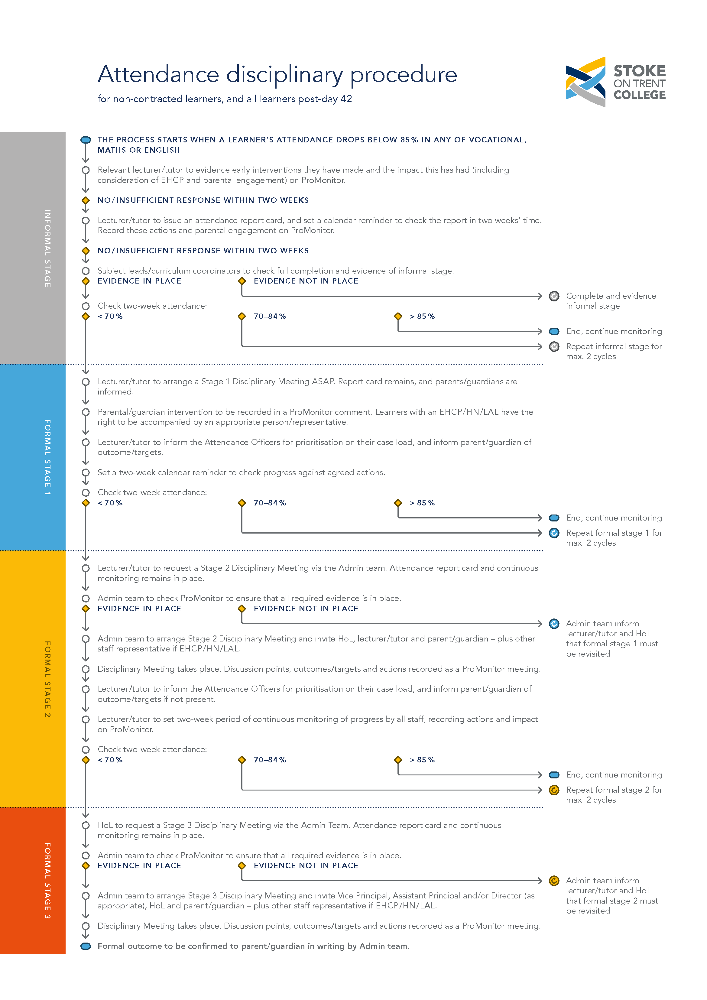 Attendance disciplinary procedure
for non-contracted learners, and all learners post-day 42
STOKE
ON TRENT
COLLEGE
INFORMAL STAGE
THE PROCESS STARTS WHEN A LEARNER’S ATTENDANCE DROPS BELOW 85% IN ANY OF VOCATIONAL,
MATHS OR ENGLISH
Relevant lecturer/tutor to evidence early interventions they have made and the impact this has had (including
consideration of EHCP and parental engagement) on ProMonitor.
NO/INSUFFICIENT RESPONSE WITHIN TWO WEEKS
Lecturer/tutor to issue an attendance report card, and set a calendar reminder to check the report in two weeks’ time.
Record these actions and parental engagement on ProMonitor.
NO/INSUFFICIENT RESPONSE WITHIN TWO WEEKS
Subject leads/curriculum coordinators to check full completion and evidence of informal stage.
EVIDENCE IN PLACE
EVIDENCE NOT IN PLACE
Complete and evidence
informal stage
Check two-week attendance:
<70%
70–84%
> 85%
End, continue monitoring
Repeat informal stage for
max. 2 cycles
FORMAL STAGE 1
Lecturer/tutor to arrange a Stage 1 Disciplinary Meeting ASAP. Report card remains, and parents/guardians are
informed.
Parental/guardian intervention to be recorded in a ProMonitor comment. Learners with an EHCP/HN/LAL have the
right to be accompanied by an appropriate person/representative.
Lecturer/tutor to inform the Attendance Officers for prioritisation on their case load, and inform parent/guardian of
outcome/targets.
Set a two-week calendar reminder to check progress against agreed actions.
Check two-week attendance:
<70%
70–84%
> 85%
End, continue monitoring
Repeat formal stage 1 for
max. 2 cycles
FORMAL STAGE 2
Lecturer/tutor to request a Stage 2 Disciplinary Meeting via the Admin team. Attendance report card and continuous
monitoring remains in place.
Admin team to check ProMonitor to ensure that all required evidence is in place.
EVIDENCE IN PLACE
EVIDENCE NOT IN PLACE
Admin team inform
lecturer/tutor and HoL
that formal stage 1 must
be revisited
Admin team to arrange Stage 2 Disciplinary Meeting and invite HoL, lecturer/tutor and parent/guardian – plus other
staff representative if EHCP/HN/LAL.
Disciplinary Meeting takes place. Discussion points, outcomes/targets and actions recorded as a ProMonitor meeting.
Lecturer/tutor to inform the Attendance Officers for prioritisation on their case load, and inform parent/guardian of
outcome/targets if not present.
Lecturer/tutor to set two-week period of continuous monitoring of progress by all staff, recording actions and impact
on ProMonitor.
Check two-week attendance:
<70%
70–84%
> 85%
End, continue monitoring
Repeat formal stage 2 for
max. 2 cycles
FORMAL STAGE 3
HoL to request a Stage 3 Disciplinary Meeting via the Admin Team. Attendance report card and continuous
monitoring remains in place.
Admin team to check ProMonitor to ensure that all required evidence is in place.
EVIDENCE IN PLACE
EVIDENCE NOT IN PLACE
Admin team inform
lecturer/tutor and HoL
that formal stage 2 must
be revisited
Admin team to arrange Stage 3 Disciplinary Meeting and invite Vice Principal, Assistant Principal and/or Director (as
appropriate), HoL and parent/guardian – plus other staff representative if EHCP/HN/LAL.
Disciplinary Meeting takes place. Discussion points, outcomes/targets and actions recorded as a ProMonitor meeting.
Formal outcome to be confirmed to parent/guardian in writing by Admin team.